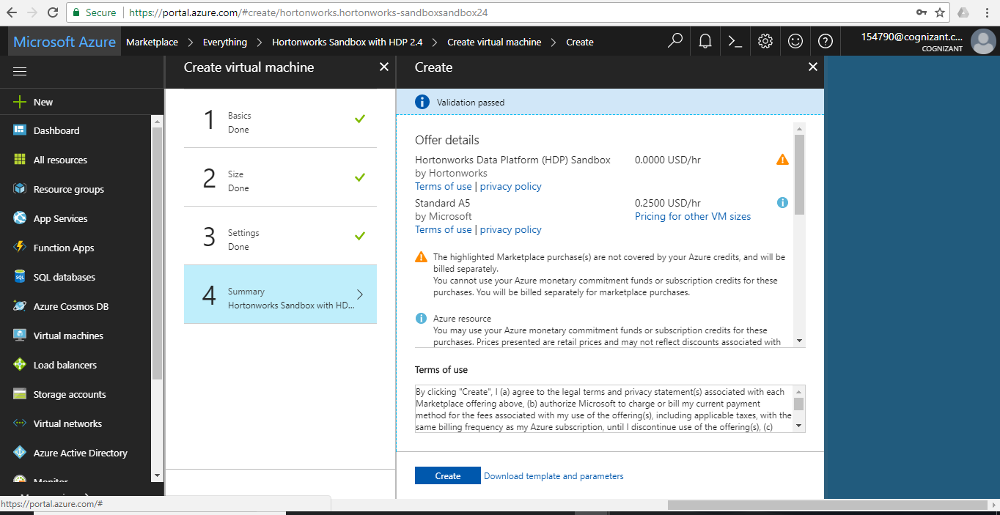 Secure
https://portal.azure.com/#create/hortonworks.hortonworks-sandboxsandbox24
Microsoft Azure Marketplace Everything Hortonworks Sandbox with HDP 2.4 Create virtual machine Create
154790@cognizant.c...
COGNIZANT
New
Dashboard
All resources
Resource groups
App Services
Function Apps
SQL databases
Azure Cosmos DB
Virtual machines
Load balancers
Storage accounts
Virtual networks
Azure Active Directory
Monitor
https://portal.azure.com/#
Create virtual machine
1 Basics
Done
2 Size
Done
3 Settings
Done
4 Summary
Hortonworks Sandbox with HD...
Create
Validation passed
Offer details
Hortonworks Data Platform (HDP) Sandbox 0.0000 USD/hr
by Hortonworks
Terms of use | privacy policy
Standard A5 0.2500 USD/hr
by Microsoft Pricing for other VM sizes
Terms of use | privacy policy
The highlighted Marketplace purchase(s) are not covered by your Azure credits, and will be
billed separately.
You cannot use your Azure monetary commitment funds or subscription credits for these
purchases. You will be billed separately for marketplace purchases.
Azure resource
You may use your Azure monetary commitment funds or subscription credits for these
purchases. Prices presented are retail prices and may not reflect discounts associated with
Terms of use
By clicking "Create", I (a) agree to the legal terms and privacy statement(s) associated with each
Marketplace offering above, (b) authorize Microsoft to charge or bill my current payment
method for the fees associated with my use of the offering(s), including applicable taxes, with the
same billing frequency as my Azure subscription, until I discontinue use of the offering(s), (c)
Create Download template and parameters